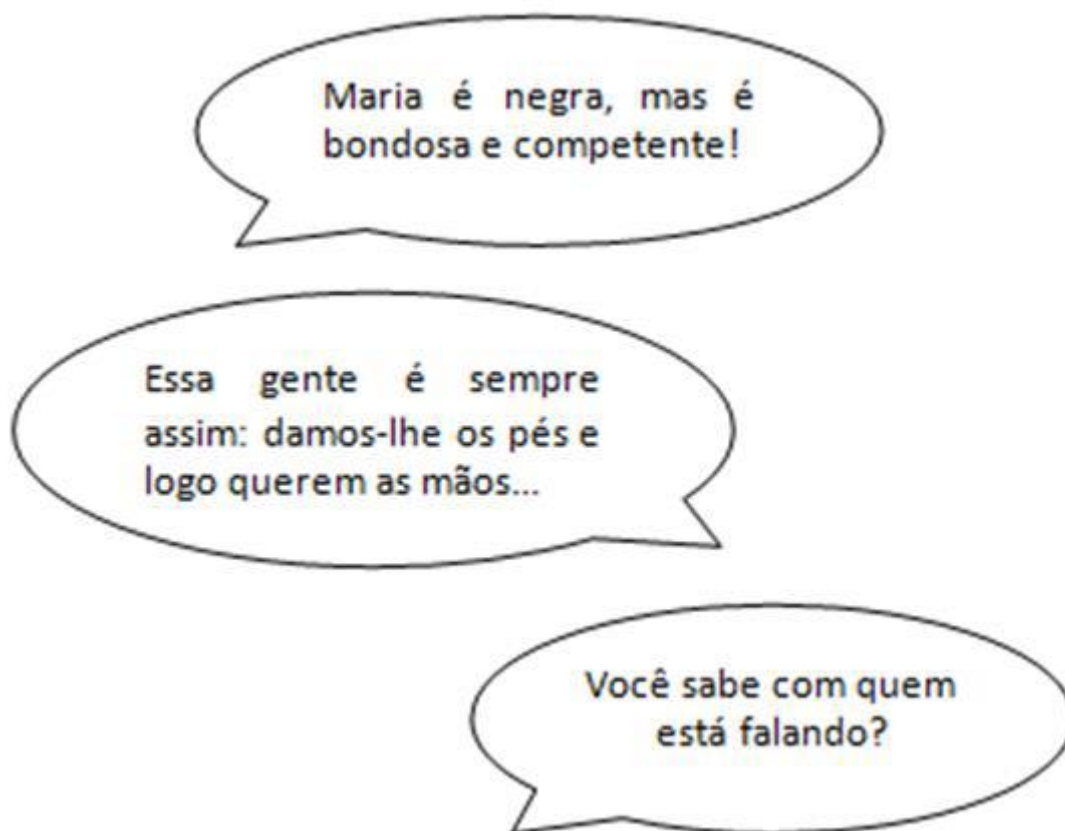 Maria é negra, mas é
bondosa e competente!
Essa gente é sempre
assim: damos-lhe os pés e
logo querem as mãos...
Você sabe com quem
está falando?